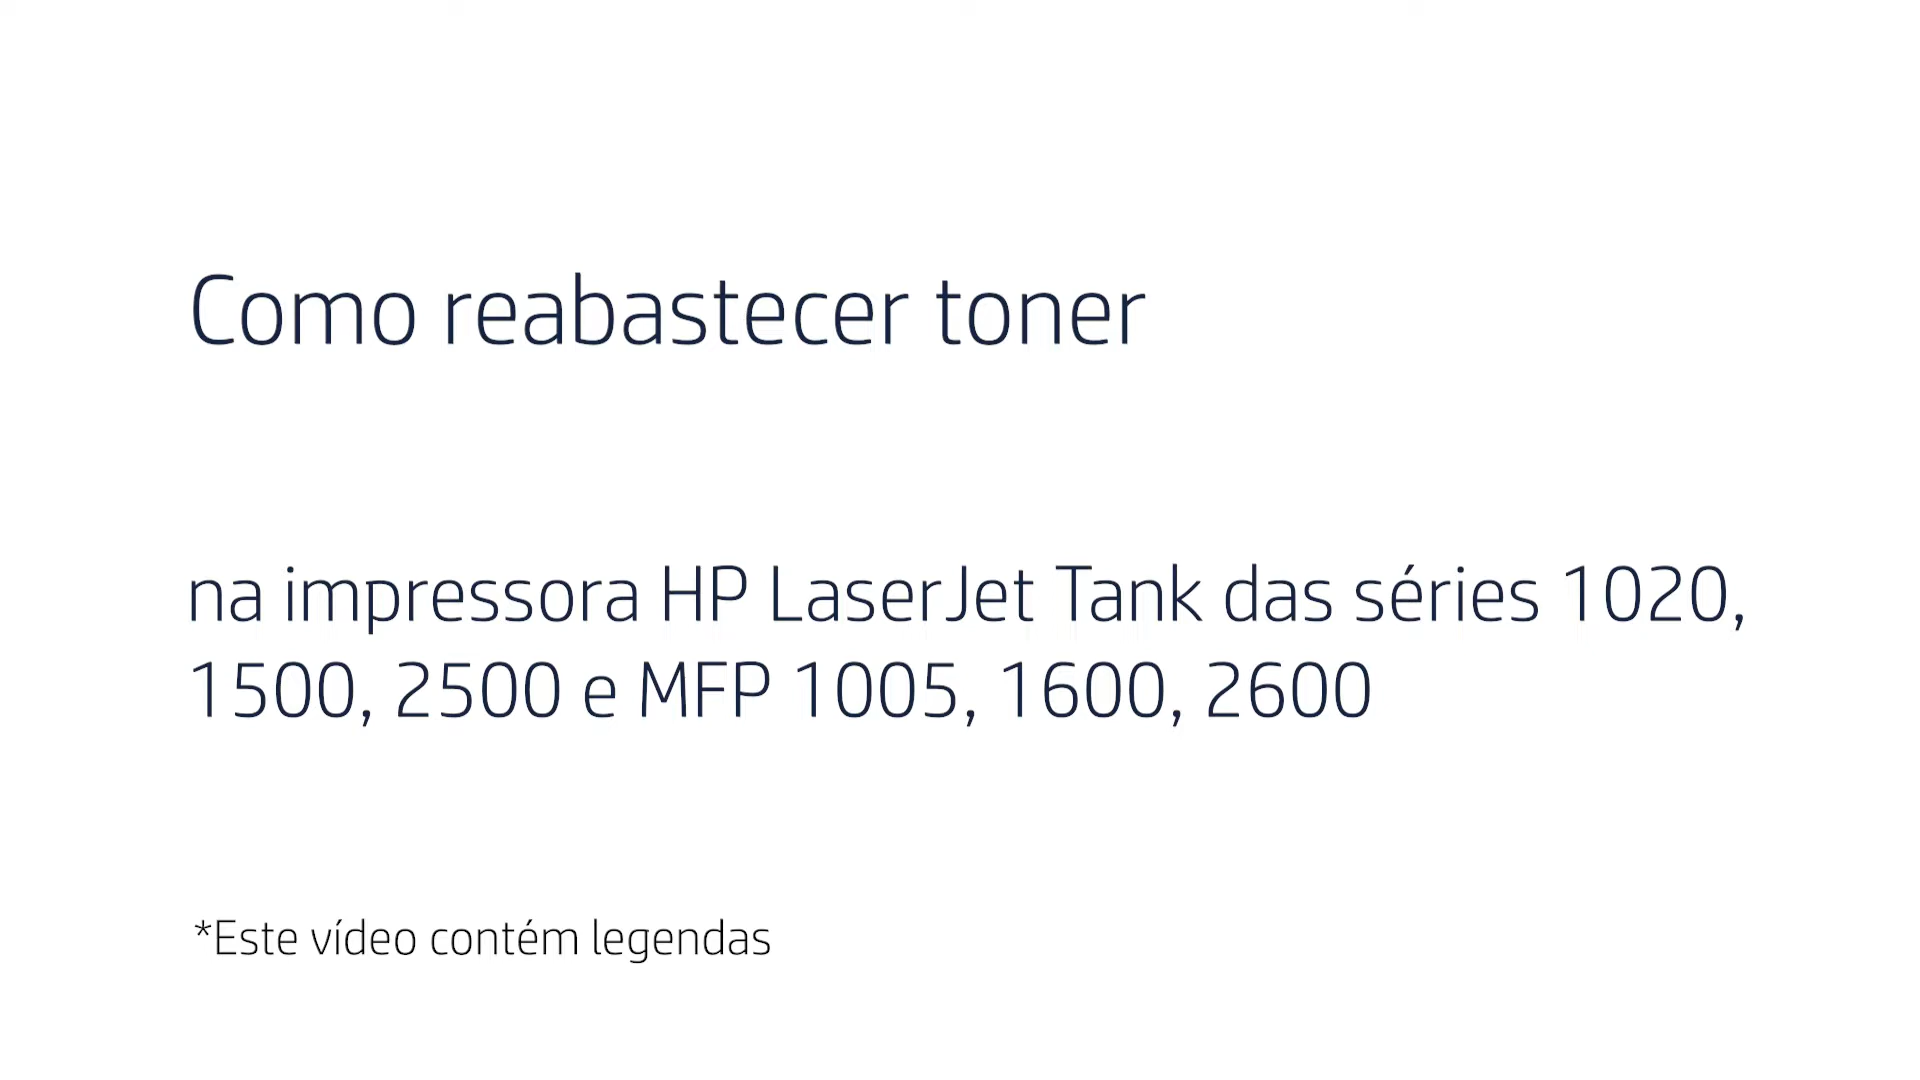 Como reabastecer toner
na impressora HP LaserJet Tank das séries 1020,
1500, 2500 e MFP 1005, 1600, 2600
*Este vídeo contém legendas